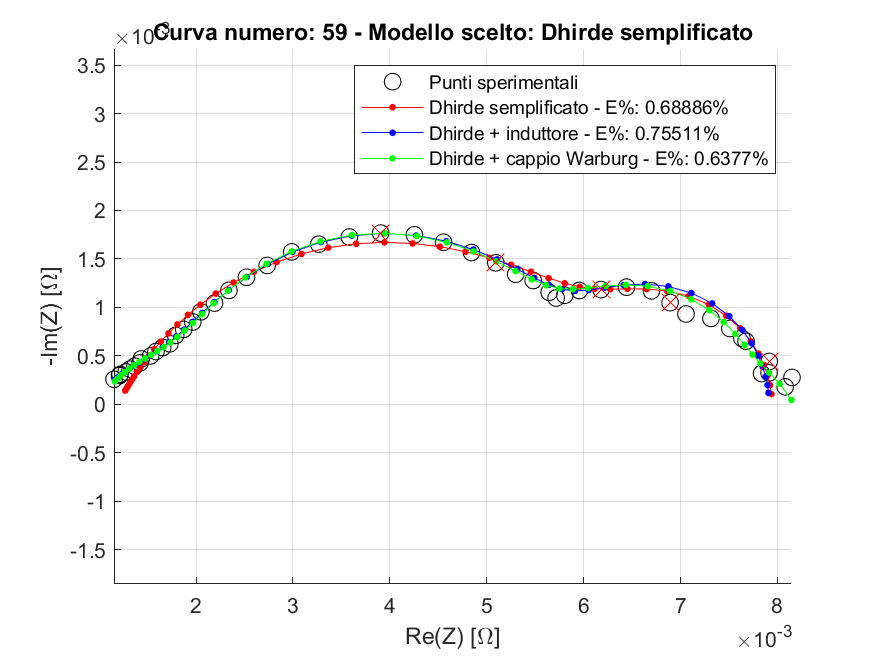 ×10⁻³
Curva numero: 59 - Modello scelto: Dhirde semplificato
Punti sperimentali
Dhirde semplificato - E%: 0.68886%
Dhirde + induttore - E%: 0.75511%
Dhirde + cappio Warburg - E%: 0.6377%
3.5
3
2.5
2
1.5
1
0.5
0
-0.5
-1
-1.5
-Im(Z) [Ω]
2 3 4 5 6 7 8
Re(Z) [Ω]
×10⁻³